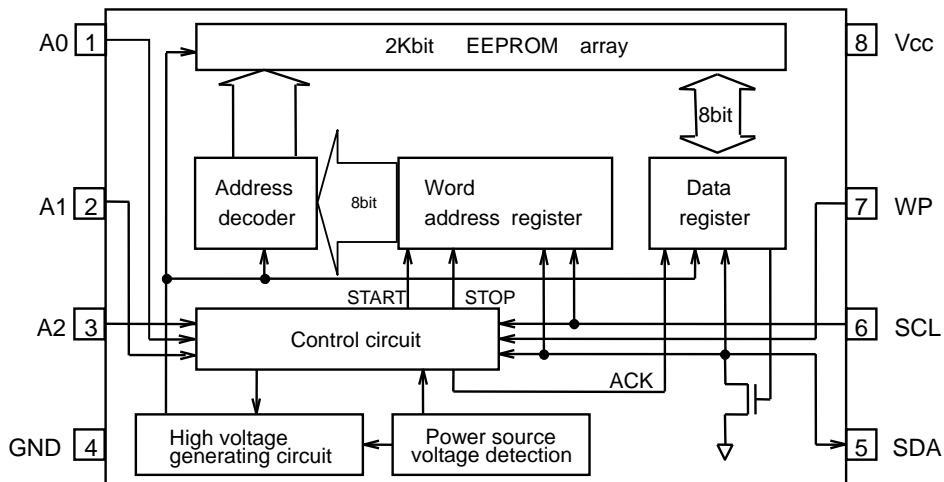 A0 1
2Kbit EEPROM array
8 Vcc
8bit
A1 2
Address
decoder
8bit
Word
address register
Data
register
7 WP
START
STOP
A2 3
Control circuit
6 SCL
ACK
GND 4
High voltage
generating circuit
Power source
voltage detection
5 SDA